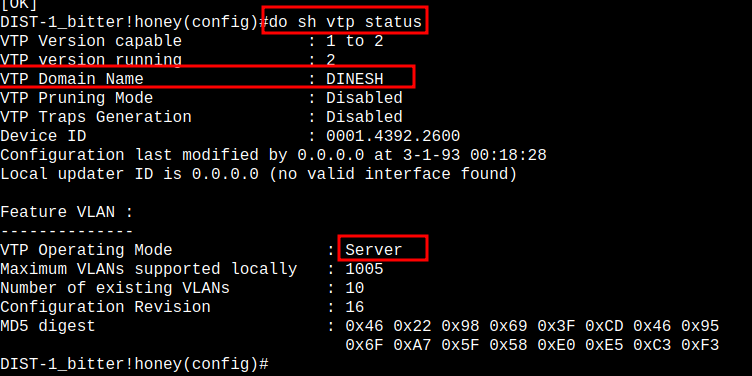 [OK]
DIST-1_bitter!honey(config)#do sh vtp status
VTP Version capable : 1 to 2
VTP version running : 2
VTP Domain Name : DINESH
VTP Pruning Mode : Disabled
VTP Traps Generation : Disabled
Device ID : 0001.4392.2600
Configuration last modified by 0.0.0.0 at 3-1-93 00:18:28
Local updater ID is 0.0.0.0 (no valid interface found)
Feature VLAN :
--------------
VTP Operating Mode : Server
Maximum VLANs supported locally : 1005
Number of existing VLANs : 10
Configuration Revision : 16
MD5 digest : 0x46 0x22 0x98 0x69 0x3F 0xCD 0x46 0x95
0x6F 0xA7 0x5F 0x58 0xE0 0xE5 0xC3 0xF3
DIST-1_bitter!honey(config)#